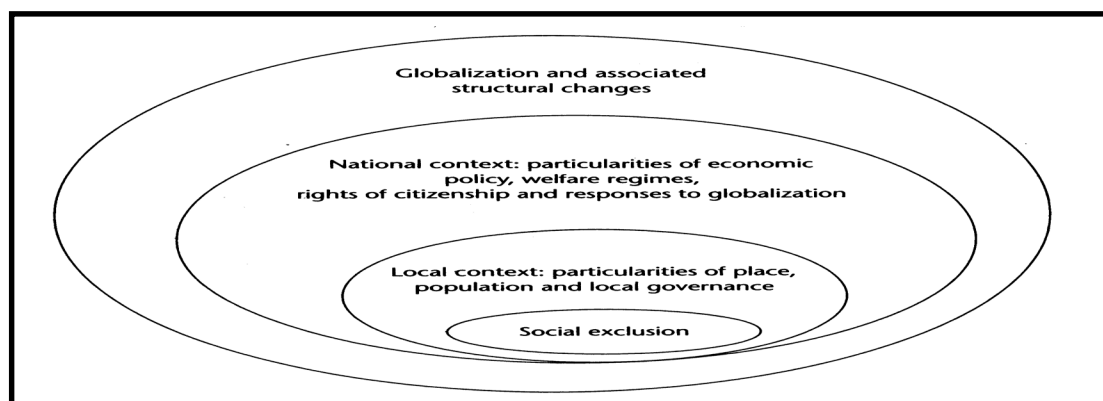 Globalization and associated
structural changes
National context: particularities of economic
policy, welfare regimes,
rights of citizenship and responses to globalization
Local context: particularities of place,
population and local governance
Social exclusion